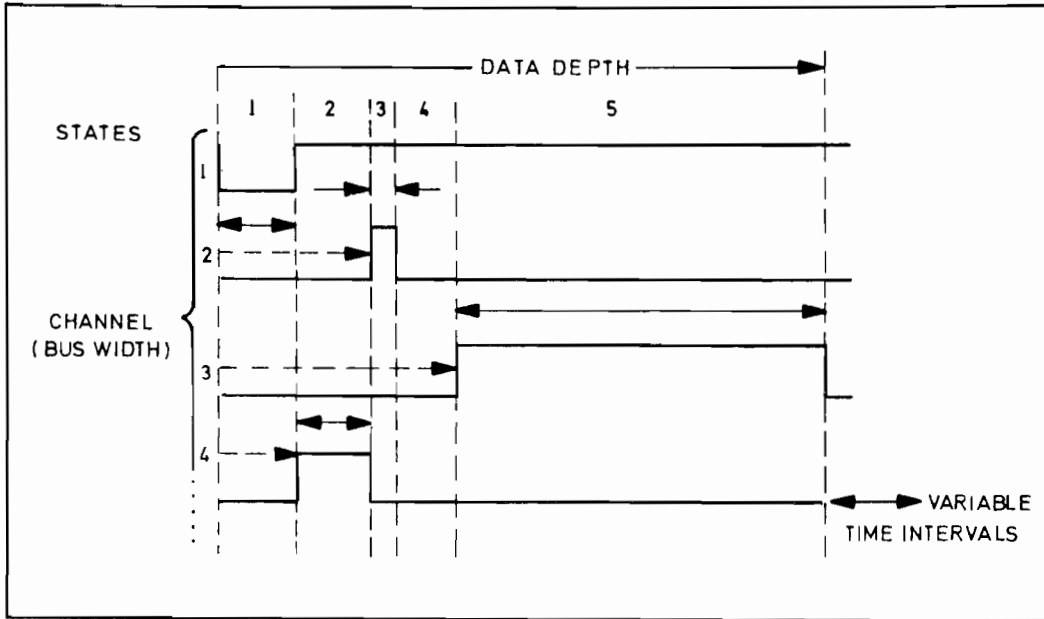 DATA DEPTH
1 2 3 4 5
STATES
1
2
CHANNEL
(BUS WIDTH)
3
4
VARIABLE
TIME INTERVALS